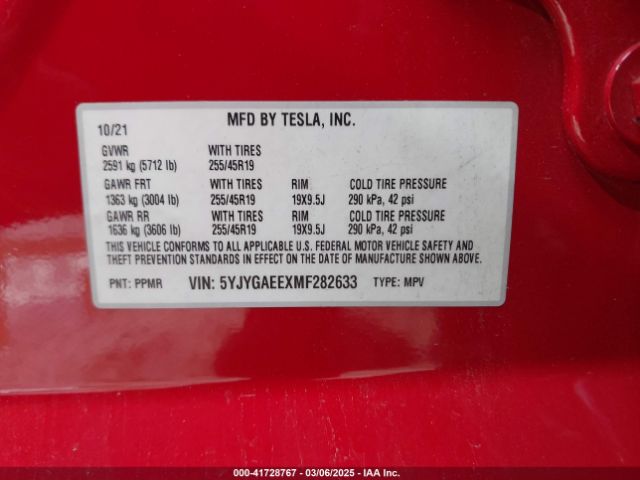 MFD BY TESLA, INC.
10/21
GVWR WITH TIRES
2591 kg (5712 lb) 255/45R19
GAWR FRT WITH TIRES RIM COLD TIRE PRESSURE
1363 kg (3004 lb) 255/45R19 19X9.5J 290 kPa, 42 psi
GAWR RR WITH TIRES RIM COLD TIRE PRESSURE
1636 kg (3606 lb) 255/45R19 19X9.5J 290 kPa, 42 psi
THIS VEHICLE CONFORMS TO ALL APPLICABLE U.S. FEDERAL MOTOR VEHICLE SAFETY AND
THEFT PREVENTION STANDARDS IN EFFECT ON THE DATE OF MANUFACTURE SHOWN ABOVE.
PNT: PPMR VIN: 5YJYGAEEXMF282633 TYPE: MPV
000-41728767 - 03/06/2025 - IAA Inc.